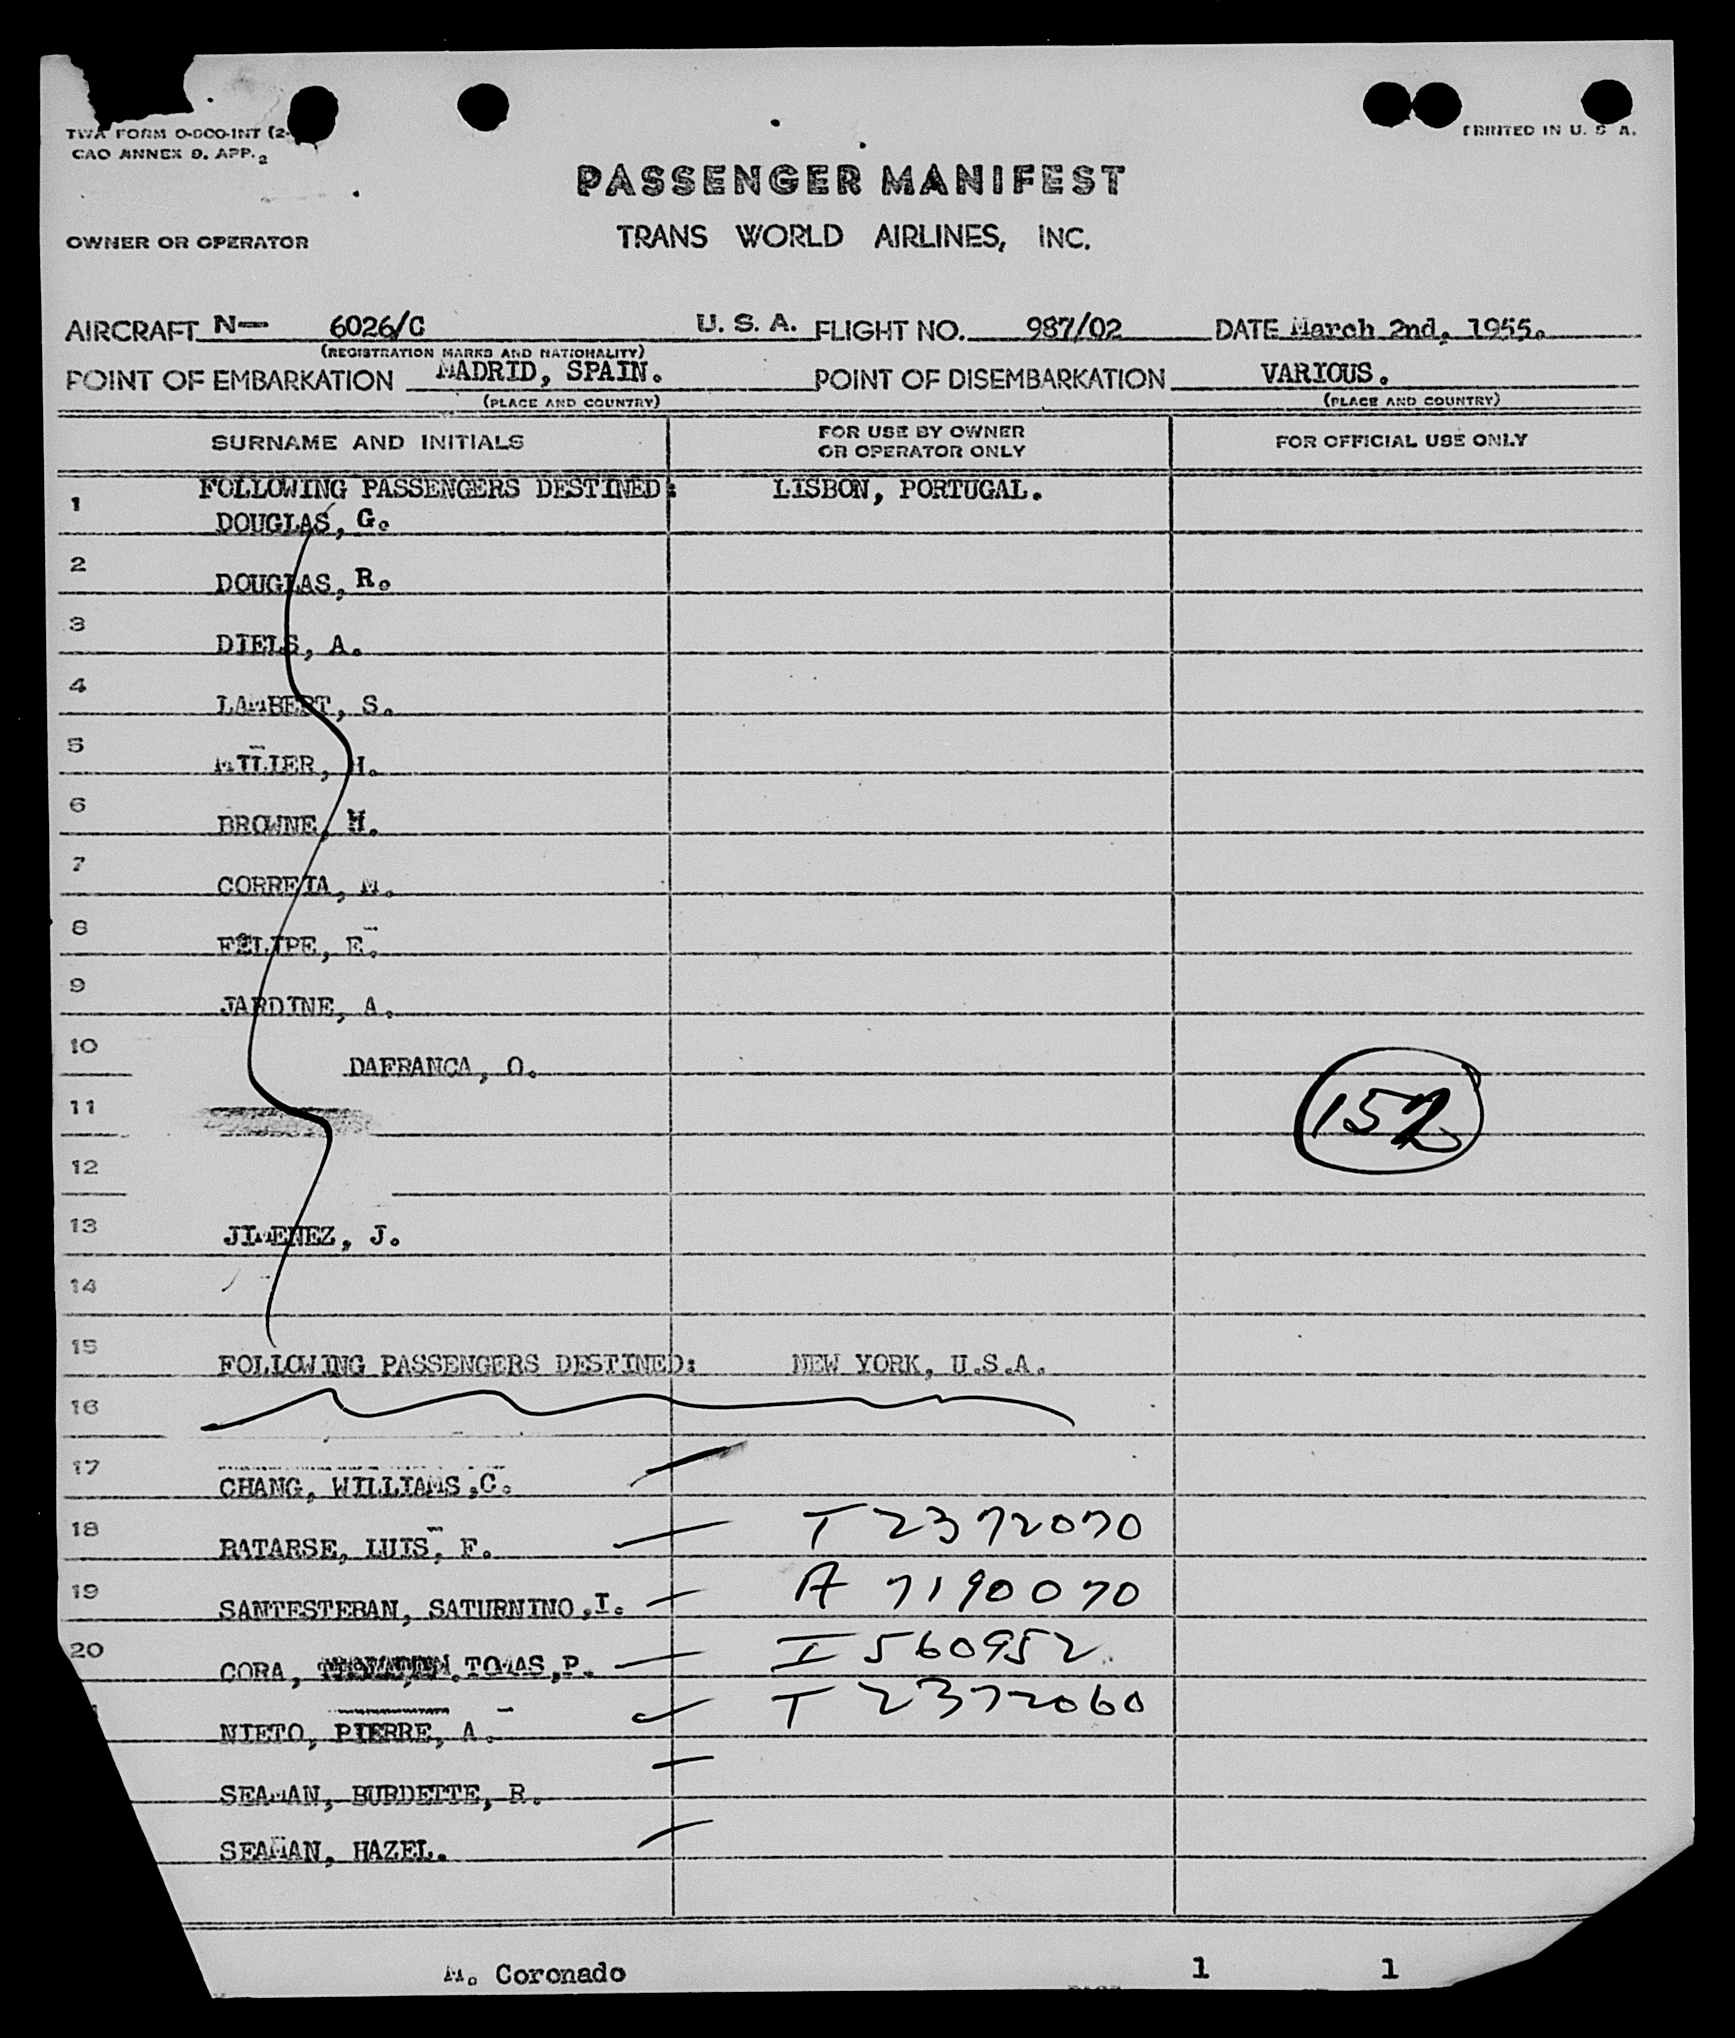 TWA FORM O-800-INT (2-
CAO ANNEX 9. APP. 2
PRINTED IN U. S. A.
PASSENGER MANIFEST
OWNER OR OPERATOR
TRANS WORLD AIRLINES, INC.
AIRCRAFT N— 6026/C U. S. A. FLIGHT NO. 987/02 DATE March 2nd, 1955.
(REGISTRATION MARKS AND NATIONALITY)
POINT OF EMBARKATION MADRID, SPAIN. POINT OF DISEMBARKATION VARIOUS.
(PLACE AND COUNTRY) (PLACE AND COUNTRY)
SURNAME AND INITIALS FOR USE BY OWNER OR OPERATOR ONLY FOR OFFICIAL USE ONLY
FOLLOWING PASSENGERS DESTINED: LISBON, PORTUGAL.
1 DOUGLAS, G.
2 DOUGLAS, R.
3 DIELS, A.
4 LAMBERT, S.
5 MILLER, H.
6 BROWNE, H.
7 CORREIA, M.
8 FELIPE, E.
9 JARDINE, A.
10 DAFRANCA, O.
11 152
12
13 JIMENEZ, J.
14
15 FOLLOWING PASSENGERS DESTINED: NEW YORK, U.S.A.
16
17 CHANG, WILLIAMS,C.
18 BATARSE, LUIS, F. T 2372070
19 SANTESTEBAN, SATURNINO,I. A 7190070
20 CORA, TOMAS,P. I 560952
NIETO, PIERRE, A. T 2372060
SEAMAN, BURDETTE, R.
SEAMAN, HAZEL.
M. Coronado 1 1